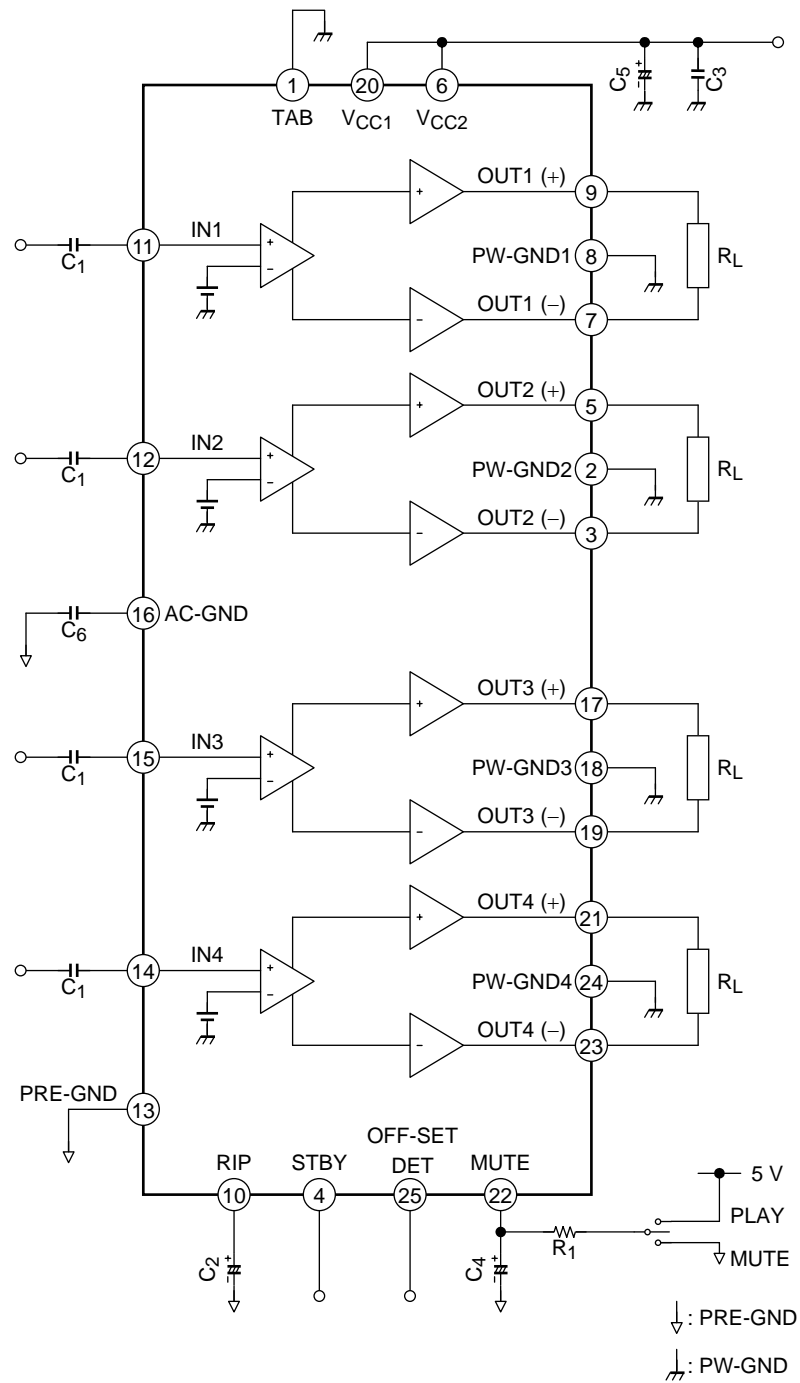 1 20 6
TAB VCC1 VCC2
C5 + - C3
OUT1 (+) 9
+
11 IN1
C1
+ -
PW-GND1 8
RL
OUT1 (−) 7
−
OUT2 (+) 5
+
12 IN2
C1
+ -
PW-GND2 2
RL
OUT2 (−) 3
−
16 AC-GND
C6
OUT3 (+) 17
+
15 IN3
C1
+ -
PW-GND3 18
RL
OUT3 (−) 19
−
OUT4 (+) 21
+
14 IN4
C1
+ -
PW-GND4 24
RL
OUT4 (−) 23
−
PRE-GND
13
OFF-SET
RIP STBY DET MUTE
10 4 25 22
5 V
PLAY
R1
MUTE
C2 + -
C4 + -
: PRE-GND
: PW-GND